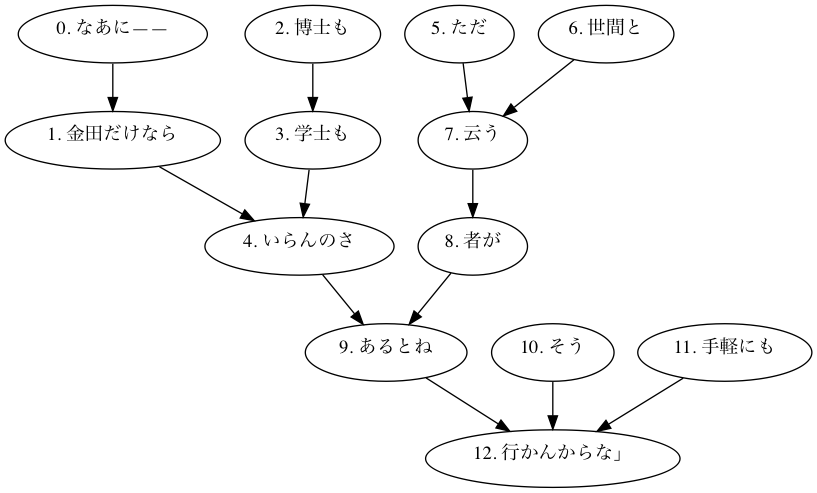 0. なあに――
2. 博士も
5. ただ
6. 世間と
1. 金田だけなら
3. 学士も
7. 云う
4. いらんのさ
8. 者が
9. あるとね
10. そう
11. 手軽にも
12. 行かんからな」